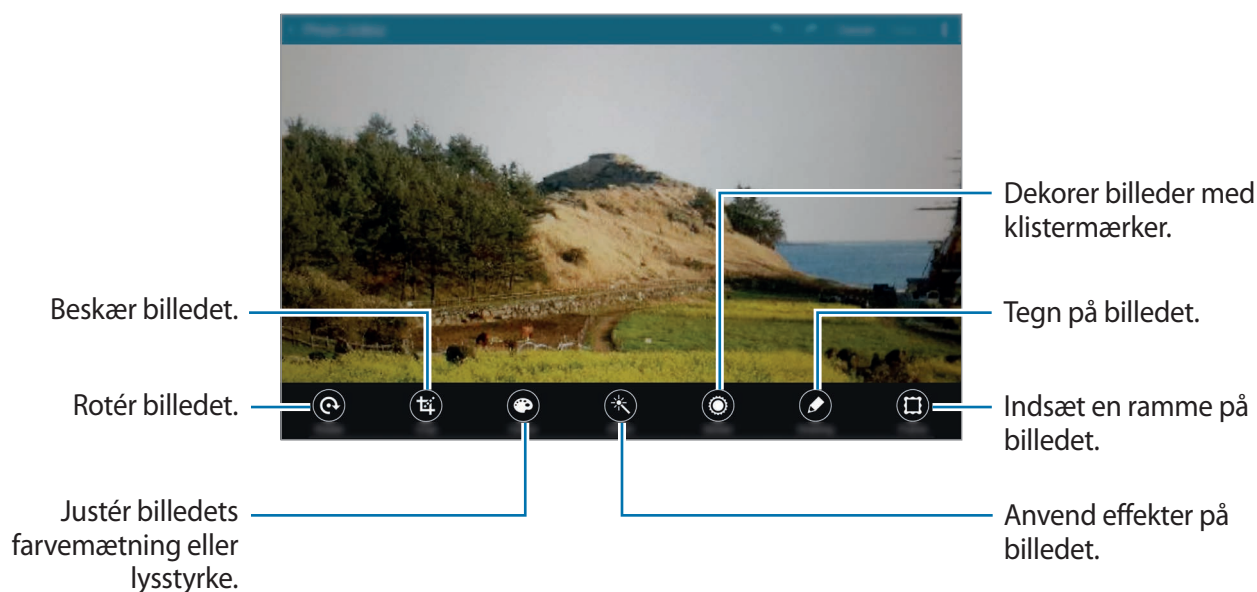 Dekorer billeder med
klistermærker.
Beskær billedet.
Tegn på billedet.
Rotér billedet.
Indsæt en ramme på
billedet.
Justér billedets
farvemætning eller
lysstyrke.
Anvend effekter på
billedet.